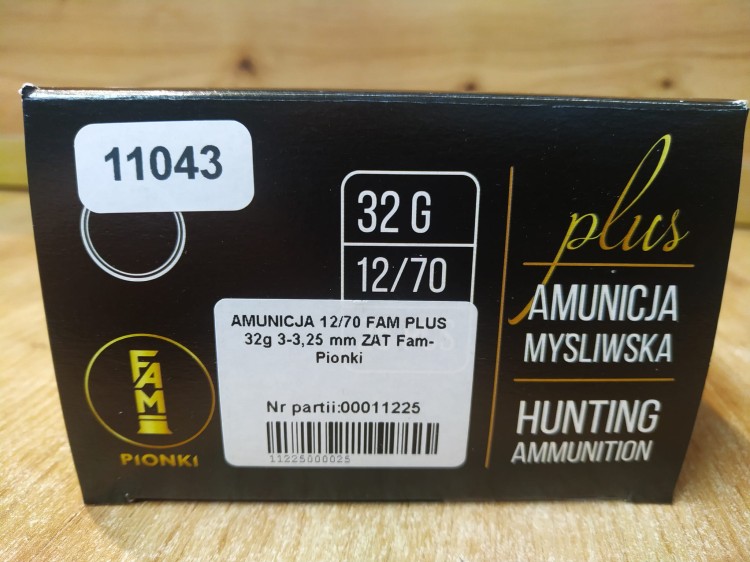 11043
32 G
12/70
plus
AMUNICJA
MYSLIWSKA
HUNTING
AMMUNITION
AMUNICJA 12/70 FAM PLUS
32g 3-3,25 mm ZAT Fam-
Pionki
Nr partii:00011225
11225000025
FAM
PIONKI